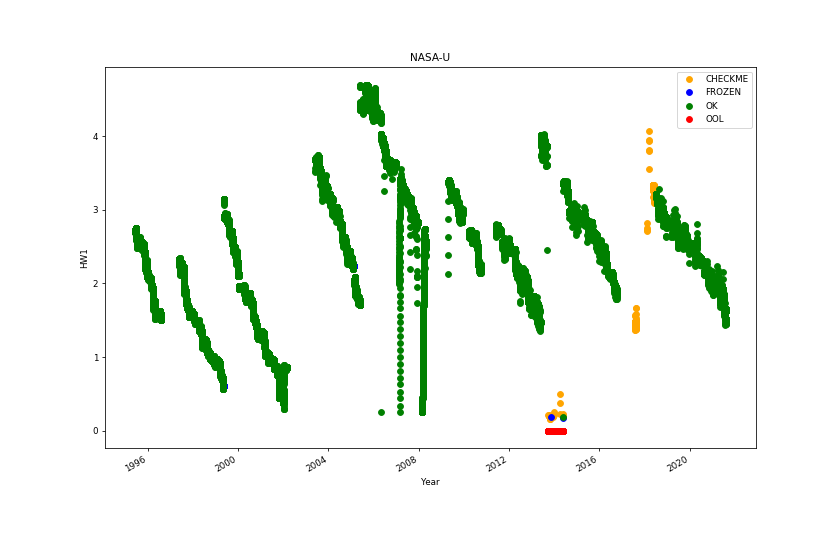 NASA-U
CHECKME
FROZEN
OK
OOL
HW1
4
3
2
1
0
1996
2000
2004
2008
2012
2016
2020
Year